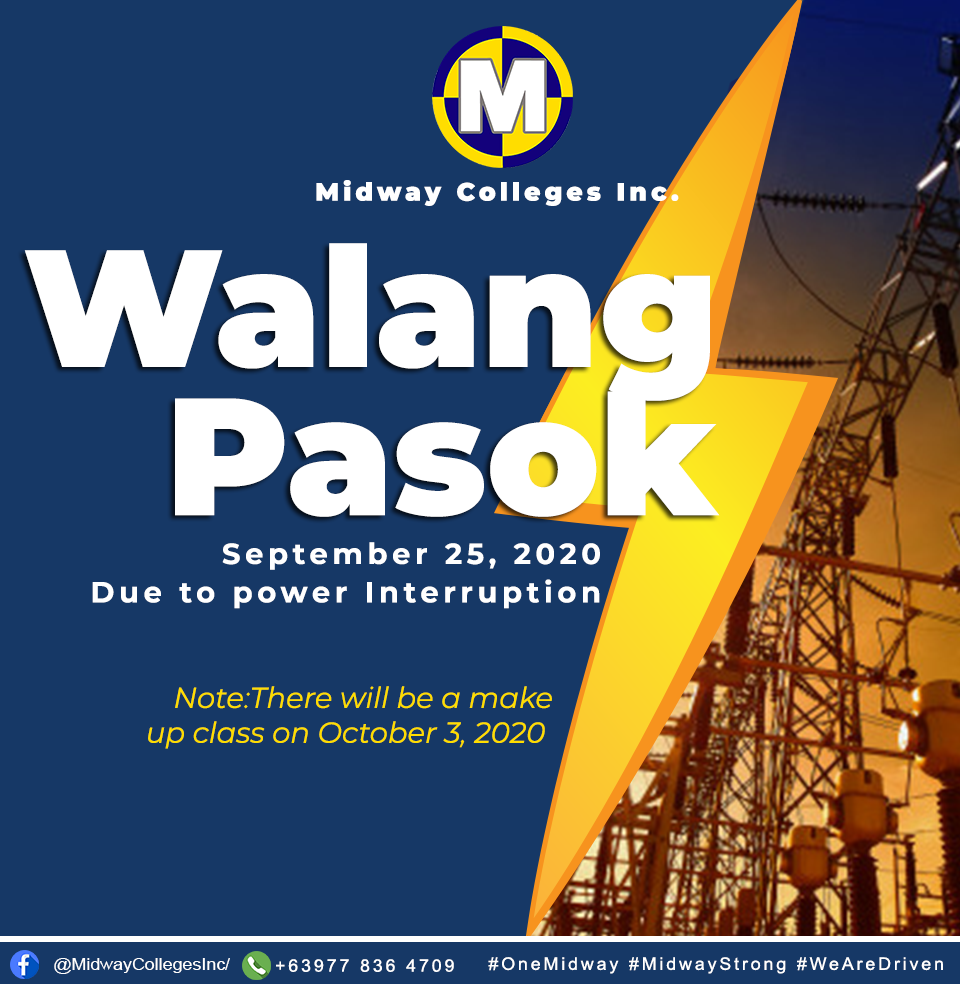 M
Midway Colleges Inc.
Walang
Pasok
September 25, 2020
Due to power Interruption
Note:There will be a make
up class on October 3, 2020
@MidwayCollegesInc/ +63977 836 4709 #OneMidway #MidwayStrong #WeAreDriven